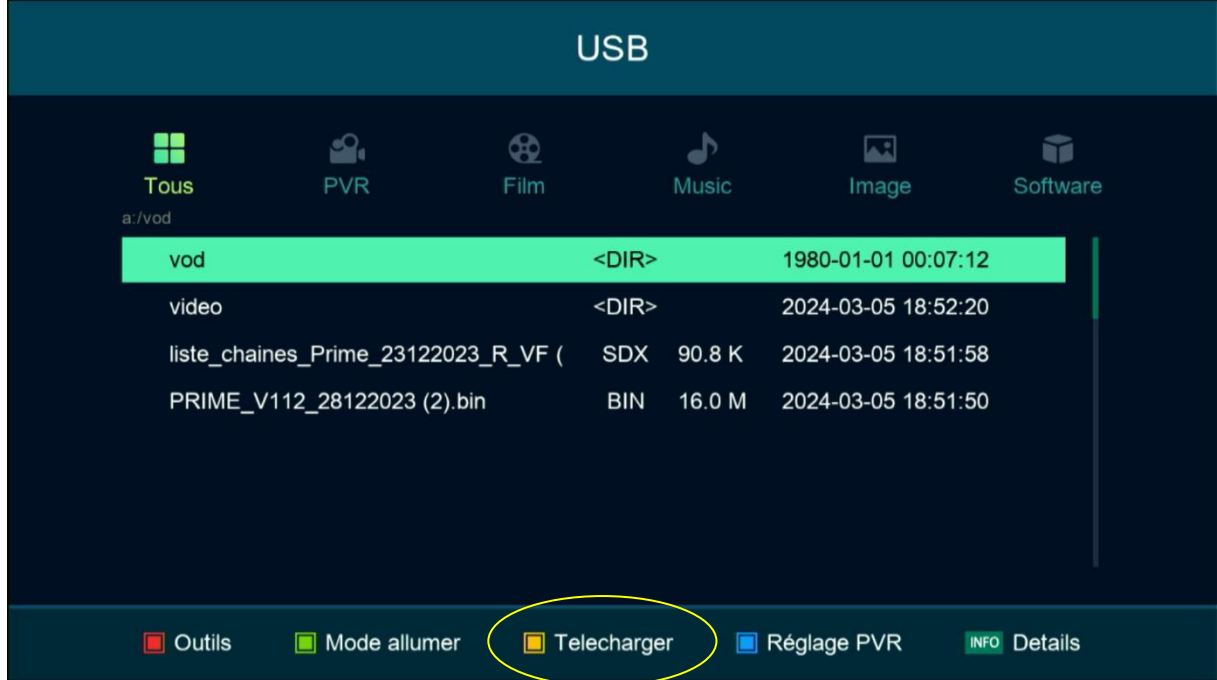 USB
Tous PVR Film Music Image Software
a:/vod
vod <DIR> 1980-01-01 00:07:12
video <DIR> 2024-03-05 18:52:20
liste_chaines_Prime_23122023_R_VF ( SDX 90.8 K 2024-03-05 18:51:58
PRIME_V112_28122023 (2).bin BIN 16.0 M 2024-03-05 18:51:50
Outils Mode allumer Telecharger Réglage PVR INFO Details